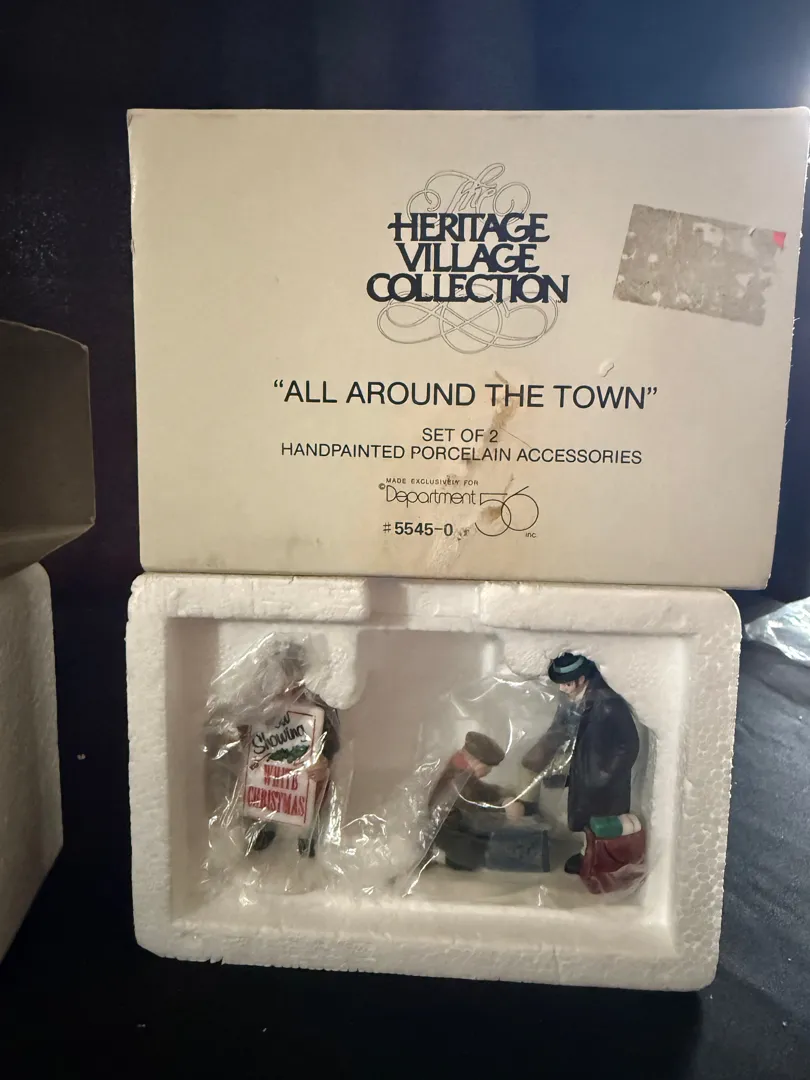 The
HERITAGE
VILLAGE
COLLECTION
“ALL AROUND THE TOWN”
SET OF 2
HANDPAINTED PORCELAIN ACCESSORIES
MADE EXCLUSIVELY FOR
©Department 56
#5545-0
INC.
Showing
WHITE
CHRISTMAS